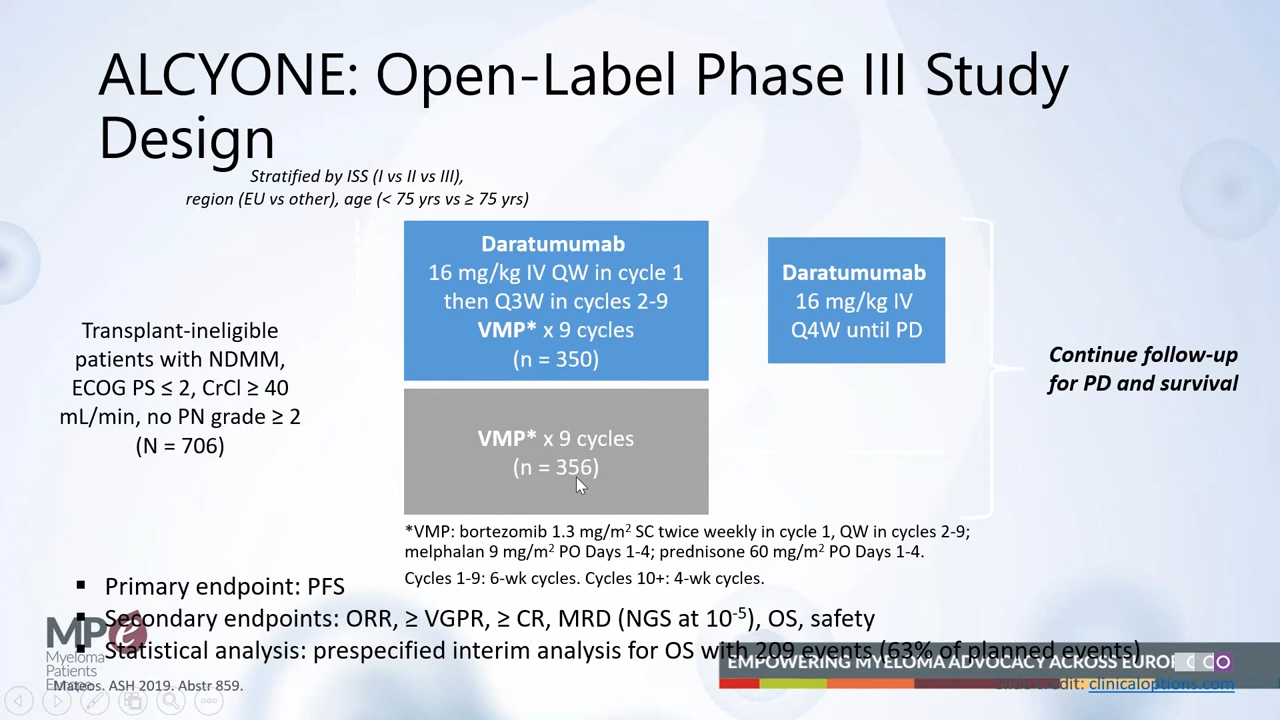 ALCYONE: Open-Label Phase III Study
Design
Stratified by ISS (I vs II vs III),
region (EU vs other), age (< 75 yrs vs ≥ 75 yrs)
Transplant-ineligible
patients with NDMM,
ECOG PS ≤ 2, CrCl ≥ 40
mL/min, no PN grade ≥ 2
(N = 706)
Daratumumab
16 mg/kg IV QW in cycle 1
then Q3W in cycles 2-9
VMP* x 9 cycles
(n = 350)
VMP* x 9 cycles
(n = 356)
Daratumumab
16 mg/kg IV
Q4W until PD
Continue follow-up
for PD and survival
*VMP: bortezomib 1.3 mg/m² SC twice weekly in cycle 1, QW in cycles 2-9;
melphalan 9 mg/m² PO Days 1-4; prednisone 60 mg/m² PO Days 1-4.
Cycles 1-9: 6-wk cycles. Cycles 10+: 4-wk cycles.
▪ Primary endpoint: PFS
▪ Secondary endpoints: ORR, ≥ VGPR, ≥ CR, MRD (NGS at 10⁻⁵), OS, safety
▪ Statistical analysis: prespecified interim analysis for OS with 209 events (63% of planned events)
MPe
Myeloma
Patients
Europe
EMPOWERING MYELOMA ADVOCACY ACROSS
Mateos. ASH 2019. Abstr 859.
Slide credit: clinicaloptions.com